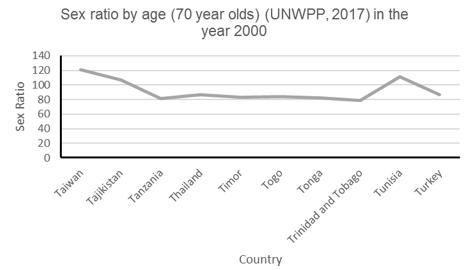 Sex ratio by age (70 year olds) (UNWPP, 2017) in the
year 2000
140
120
100
80
60
40
20
0
Sex Ratio
Taiwan
Tajikistan
Tanzania
Thailand
Timor
Togo
Tonga
Trinidad and Tobago
Tunisia
Turkey
Country